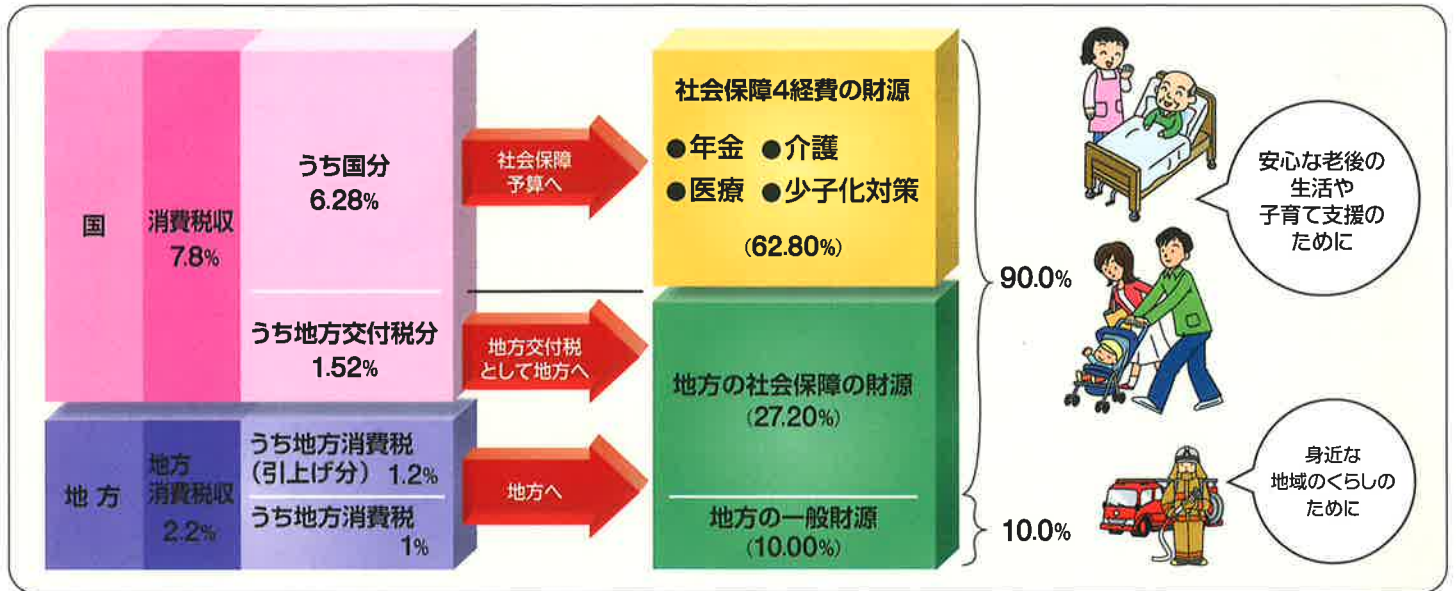 国
消費税収
7.8%
うち国分
6.28%
うち地方交付税分
1.52%
地方
地方
消費税収
2.2%
うち地方消費税
(引上げ分) 1.2%
うち地方消費税
1%
社会保障
予算へ
地方交付税
として地方へ
地方へ
社会保障4経費の財源
●年金 ●介護
●医療 ●少子化対策
(62.80%)
地方の社会保障の財源
(27.20%)
地方の一般財源
(10.00%)
90.0%
10.0%
安心な老後の
生活や
子育て支援の
ために
身近な
地域のくらしの
ために